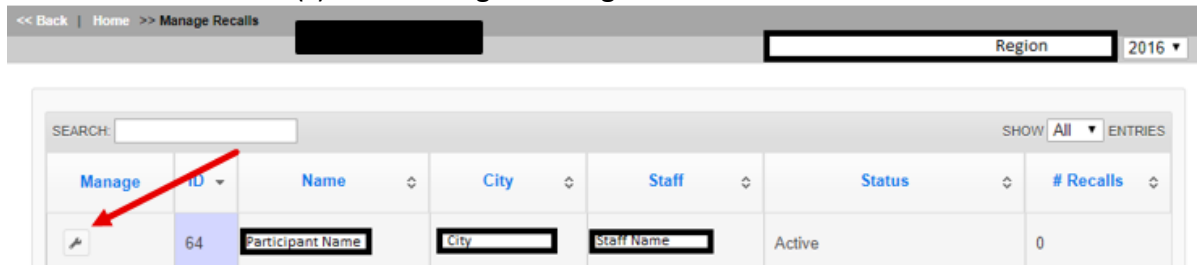 << Back | Home >> Manage Recalls
Region 2016
SEARCH: SHOW All ENTRIES
Manage ID Name City Staff Status # Recalls
64 Participant Name City Staff Name Active 0